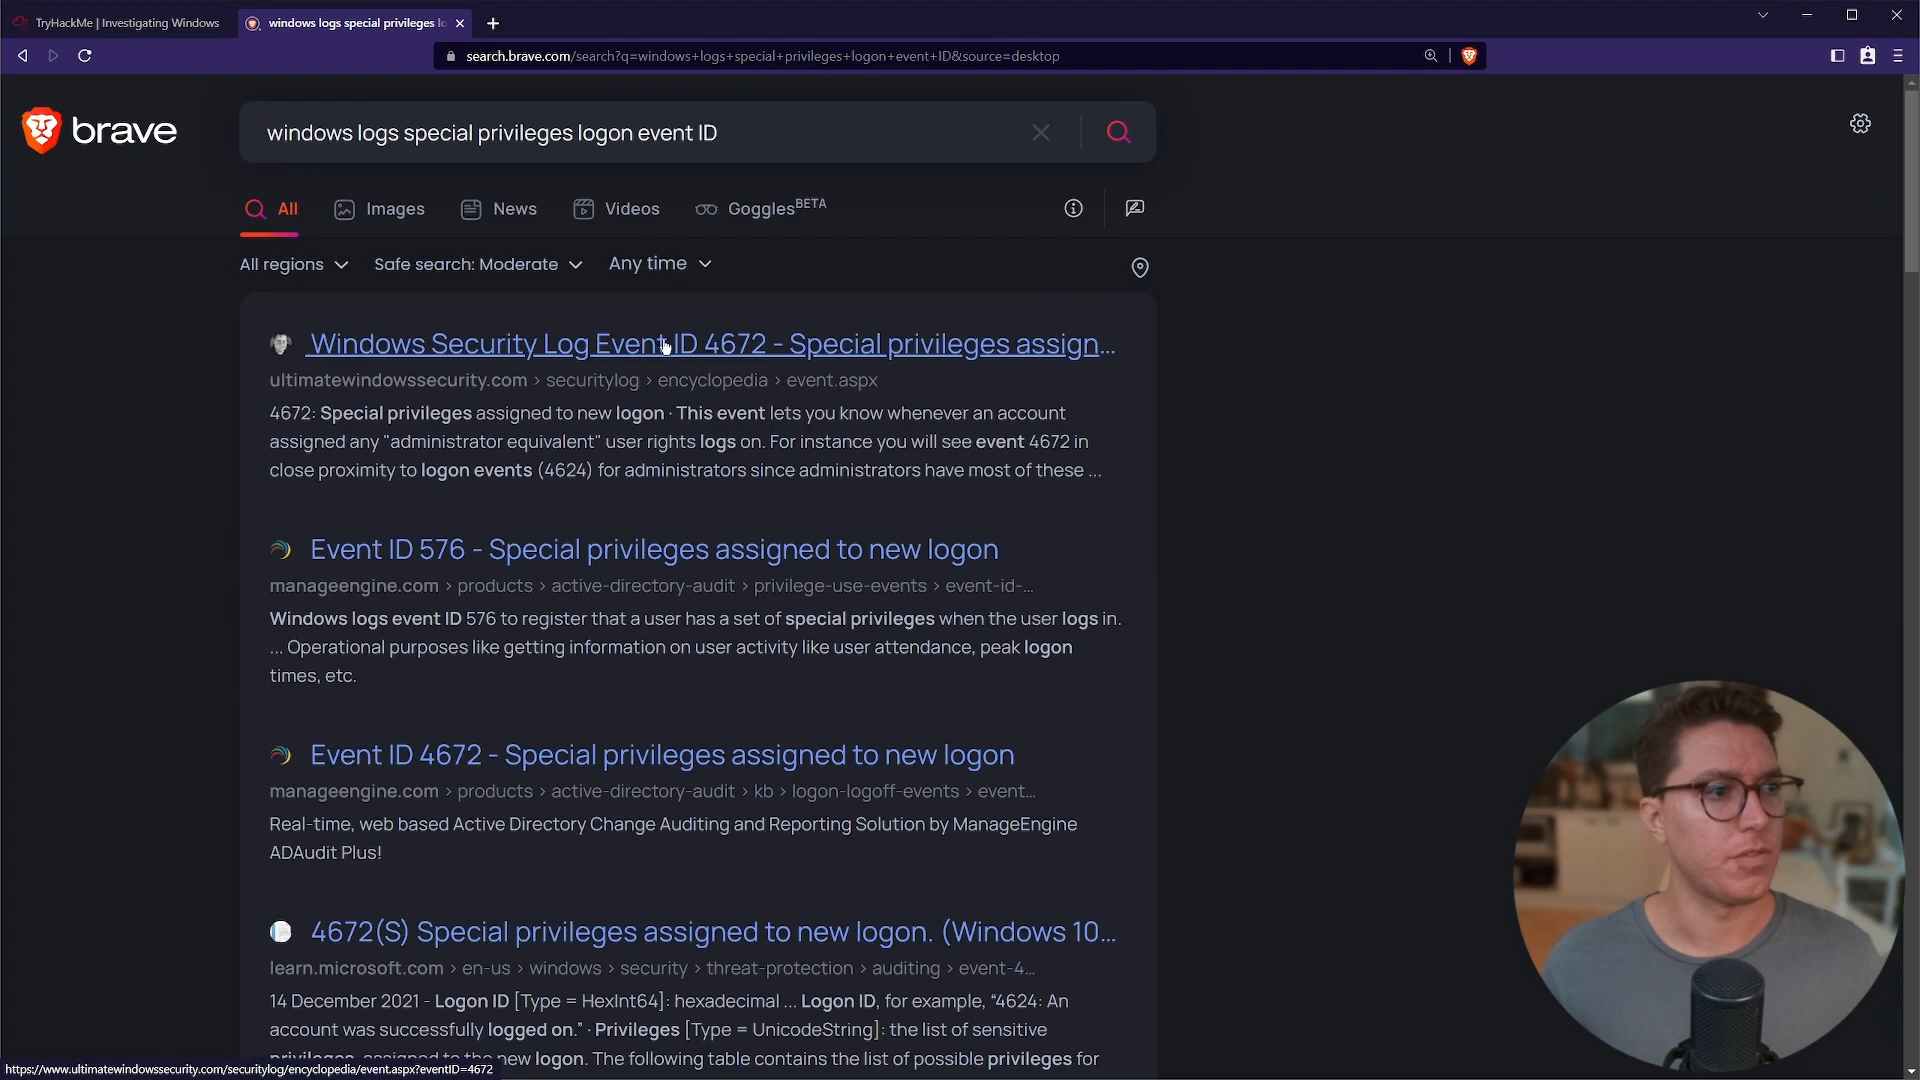 TryHackMe | Investigating Windows
windows logs special privileges lo
search.brave.com/search?q=windows+logs+special+privileges+logon+event+ID&source=desktop
brave
windows logs special privileges logon event ID
All Images News Videos Goggles BETA
All regions Safe search: Moderate Any time
Windows Security Log Event ID 4672 - Special privileges assign...
ultimatewindowssecurity.com › securitylog › encyclopedia › event.aspx
4672: Special privileges assigned to new logon · This event lets you know whenever an account
assigned any "administrator equivalent" user rights logs on. For instance you will see event 4672 in
close proximity to logon events (4624) for administrators since administrators have most of these ...
Event ID 576 - Special privileges assigned to new logon
manageengine.com › products › active-directory-audit › privilege-use-events › event-id-...
Windows logs event ID 576 to register that a user has a set of special privileges when the user logs in.
... Operational purposes like getting information on user activity like user attendance, peak logon
times, etc.
Event ID 4672 - Special privileges assigned to new logon
manageengine.com › products › active-directory-audit › kb › logon-logoff-events › event...
Real-time, web based Active Directory Change Auditing and Reporting Solution by ManageEngine
ADAudit Plus!
4672(S) Special privileges assigned to new logon. (Windows 10...
learn.microsoft.com › en-us › windows › security › threat-protection › auditing › event-4...
14 December 2021 - Logon ID [Type = HexInt64]: hexadecimal ... Logon ID, for example, “4624: An
account was successfully logged on.” · Privileges [Type = UnicodeString]: the list of sensitive
privileges, assigned to the new logon. The following table contains the list of possible privileges for
https://www.ultimatewindowssecurity.com/securitylog/encyclopedia/event.aspx?eventID=4672